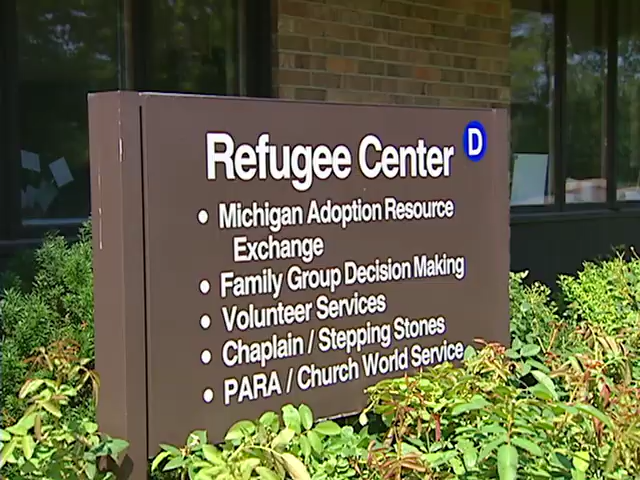 Refugee Center D
• Michigan Adoption Resource
Exchange
• Family Group Decision Making
• Volunteer Services
• Chaplain / Stepping Stones
• PARA / Church World Service